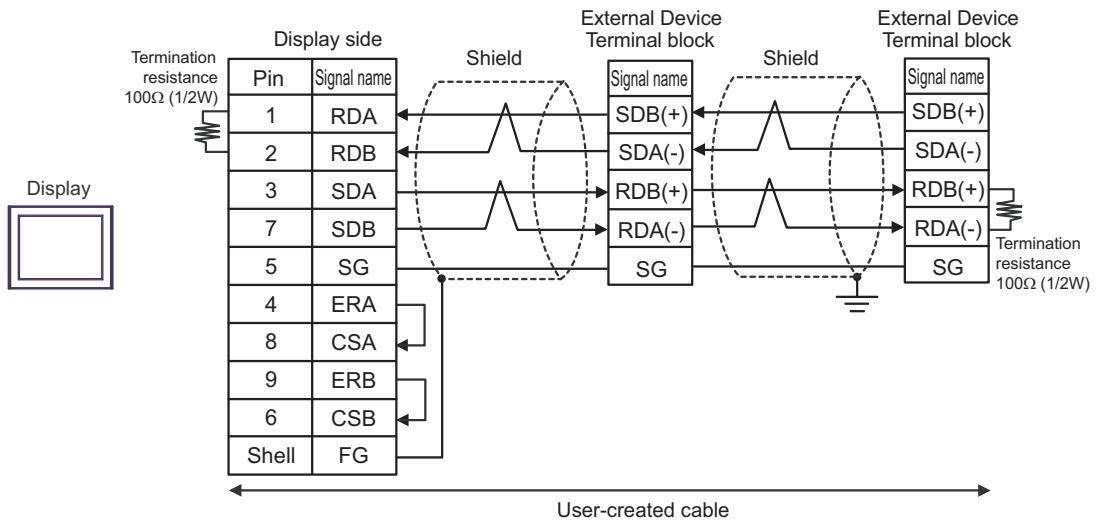 External Device
Terminal block
External Device
Terminal block
Display side
Shield
Shield
Termination
resistance
100Ω (1/2W)
Pin Signal name
1 RDA
2 RDB
3 SDA
7 SDB
5 SG
4 ERA
8 CSA
9 ERB
6 CSB
Shell FG
Signal name
SDB(+)
SDA(-)
RDB(+)
RDA(-)
SG
Signal name
SDB(+)
SDA(-)
RDB(+)
RDA(-)
SG
Termination
resistance
100Ω (1/2W)
Display
User-created cable